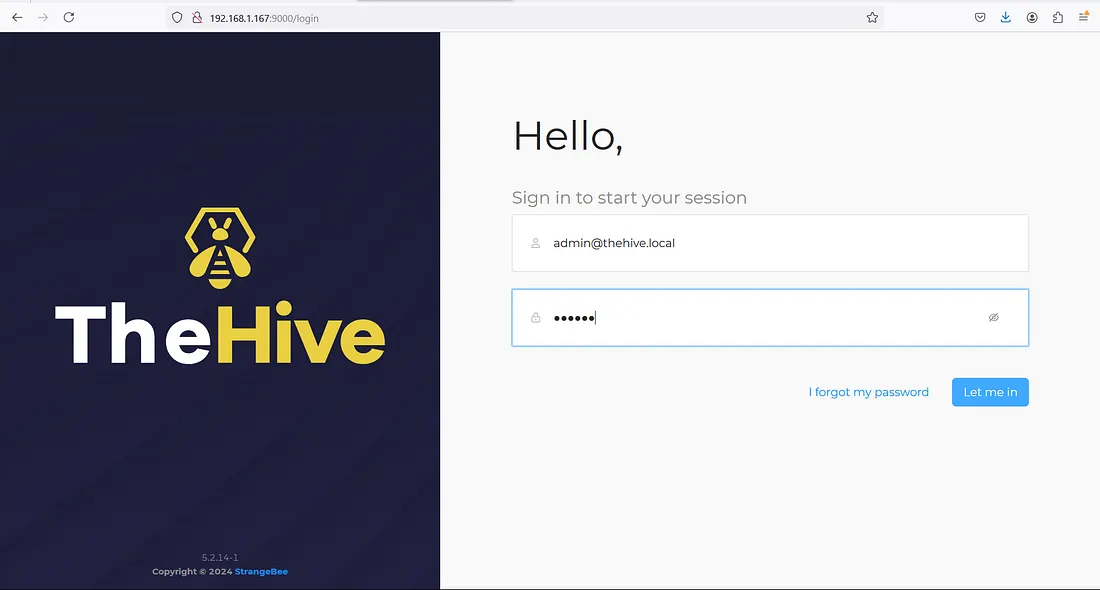 192.168.1.167:9000/login
Hello,
Sign in to start your session
admin@thehive.local
••••••
I forgot my password
Let me in
TheHive
5.2.14-1
Copyright © 2024 StrangeBee